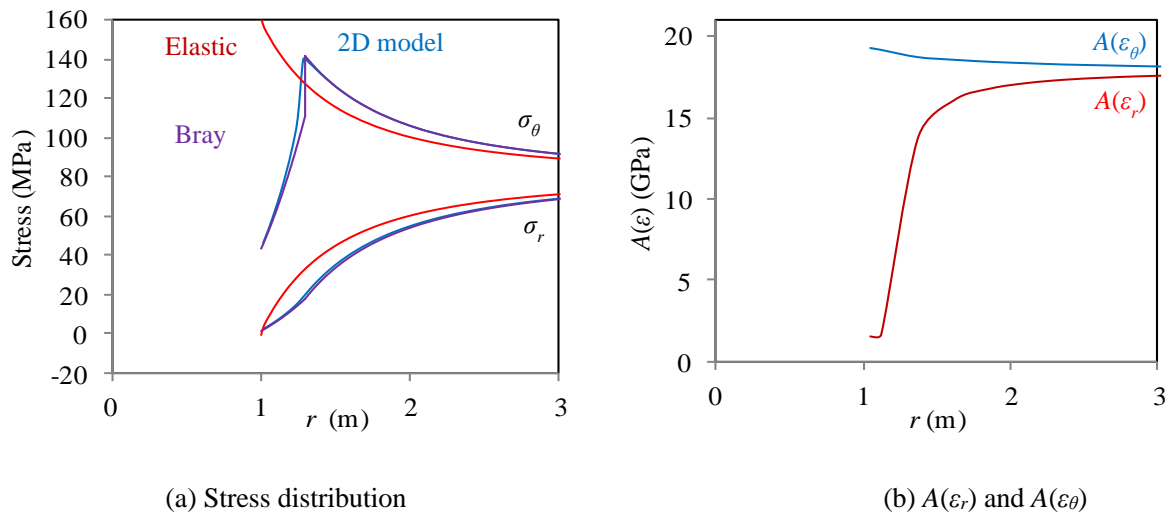 160
140
120
100
80
60
40
20
0
-20
Stress (MPa)
Elastic
2D model
Bray
σθ
σr
0
1
2
3
r (m)
(a) Stress distribution
20
15
10
5
0
A(ε) (GPa)
A(εθ)
A(εr)
0
1
2
3
r (m)
(b) A(εr) and A(εθ)